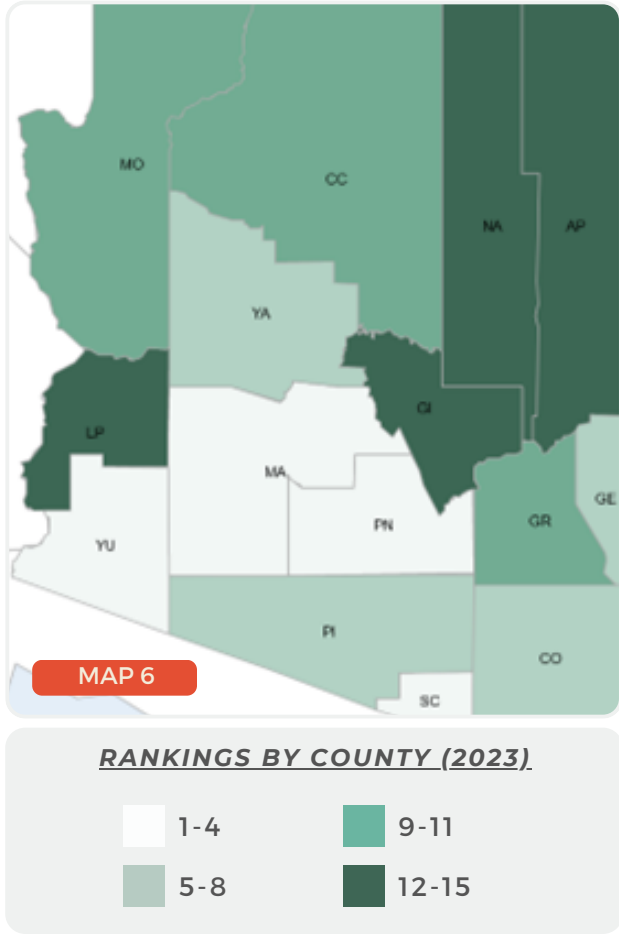 MO
CC
NA
AP
YA
GI
LP
MA
GE
PN
GR
YU
PI
CO
MAP 6
SC
RANKINGS BY COUNTY (2023)
1-4
9-11
5-8
12-15